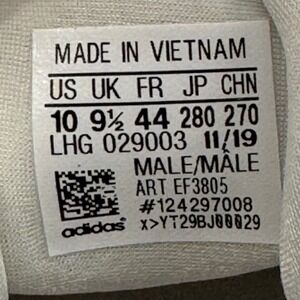 MADE IN VIETNAM
US UK FR JP CHN
10 9½ 44 280 270
LHG 029003 11/19
MALE/MÂLE
ART EF3805
#124297008
adidas x>YT29BJ00029